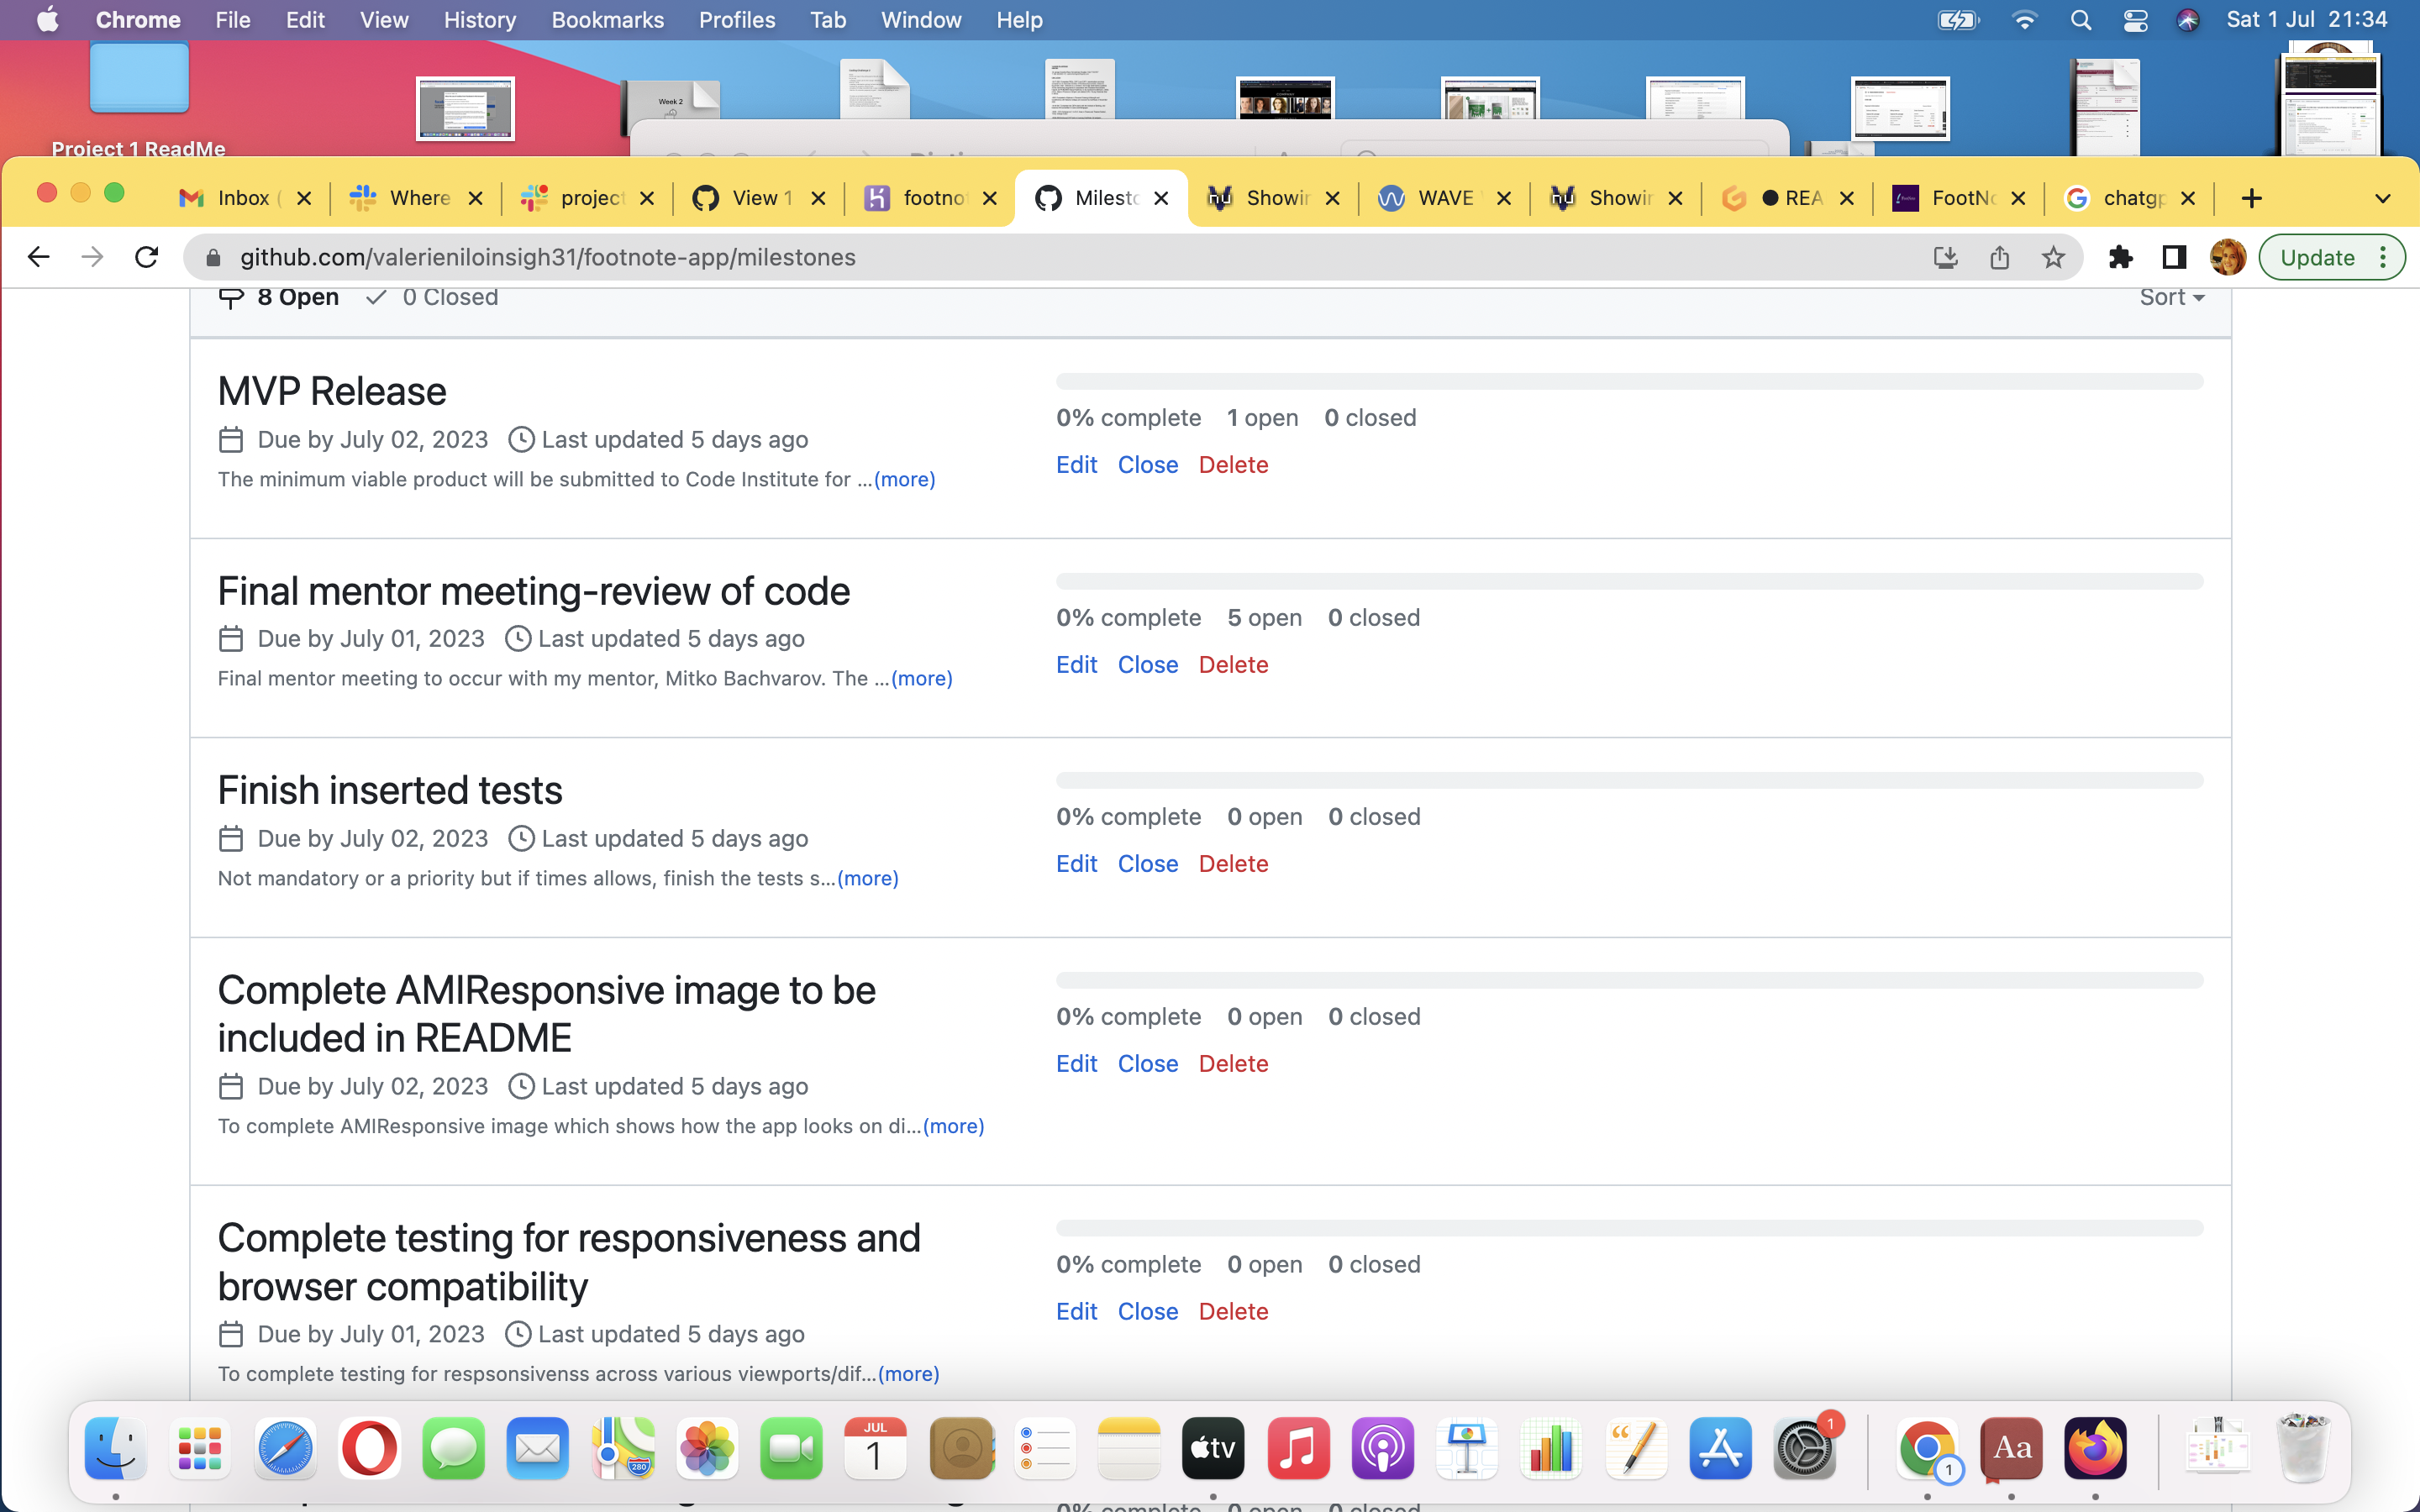 Chrome File Edit View History Bookmarks Profiles Tab Window Help Sat 1 Jul 21:34
Week 2
Project 1 ReadMe
Inbox ( Where project View 1 footno Milesto Showin WAVE Showin REA FootNo chatgp
github.com/valerieniloinsigh31/footnote-app/milestones Update
8 Open 0 Closed Sort
MVP Release
0% complete 1 open 0 closed
Due by July 02, 2023 Last updated 5 days ago
Edit Close Delete
The minimum viable product will be submitted to Code Institute for ...(more)
Final mentor meeting-review of code
0% complete 5 open 0 closed
Due by July 01, 2023 Last updated 5 days ago
Edit Close Delete
Final mentor meeting to occur with my mentor, Mitko Bachvarov. The ...(more)
Finish inserted tests
0% complete 0 open 0 closed
Due by July 02, 2023 Last updated 5 days ago
Edit Close Delete
Not mandatory or a priority but if times allows, finish the tests s...(more)
Complete AMIResponsive image to be
included in README
0% complete 0 open 0 closed
Edit Close Delete
Due by July 02, 2023 Last updated 5 days ago
To complete AMIResponsive image which shows how the app looks on di...(more)
Complete testing for responsiveness and
browser compatibility
0% complete 0 open 0 closed
Edit Close Delete
Due by July 01, 2023 Last updated 5 days ago
To complete testing for respsonsivenss across various viewports/dif...(more)
JUL
1
280
tv
1
1
Aa
0% complete 0 open 0 closed